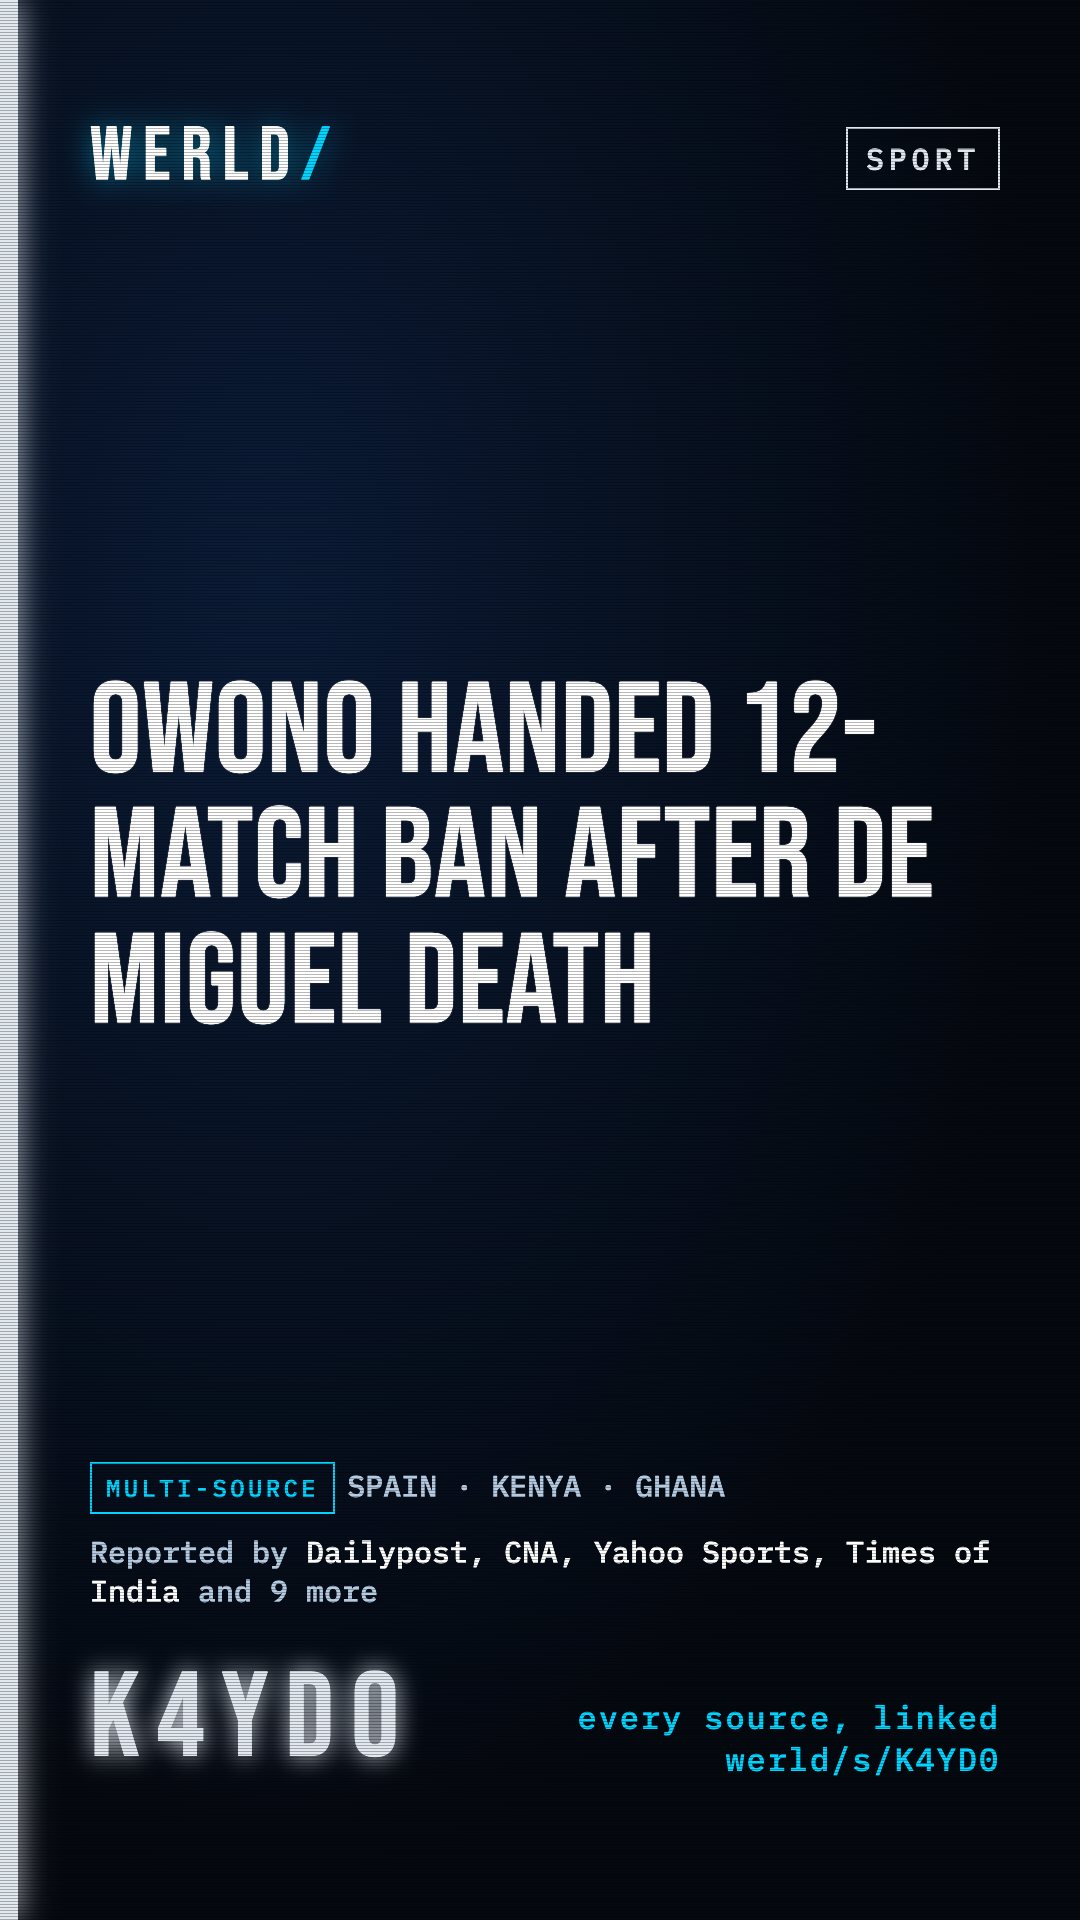 WERLD/
SPORT
OWONO HANDED 12-
MATCH BAN AFTER DE
MIGUEL DEATH
MULTI-SOURCE SPAIN · KENYA · GHANA
Reported by Dailypost, CNA, Yahoo Sports, Times of
India and 9 more
K4YD0
every source, linked
werld/s/K4YD0